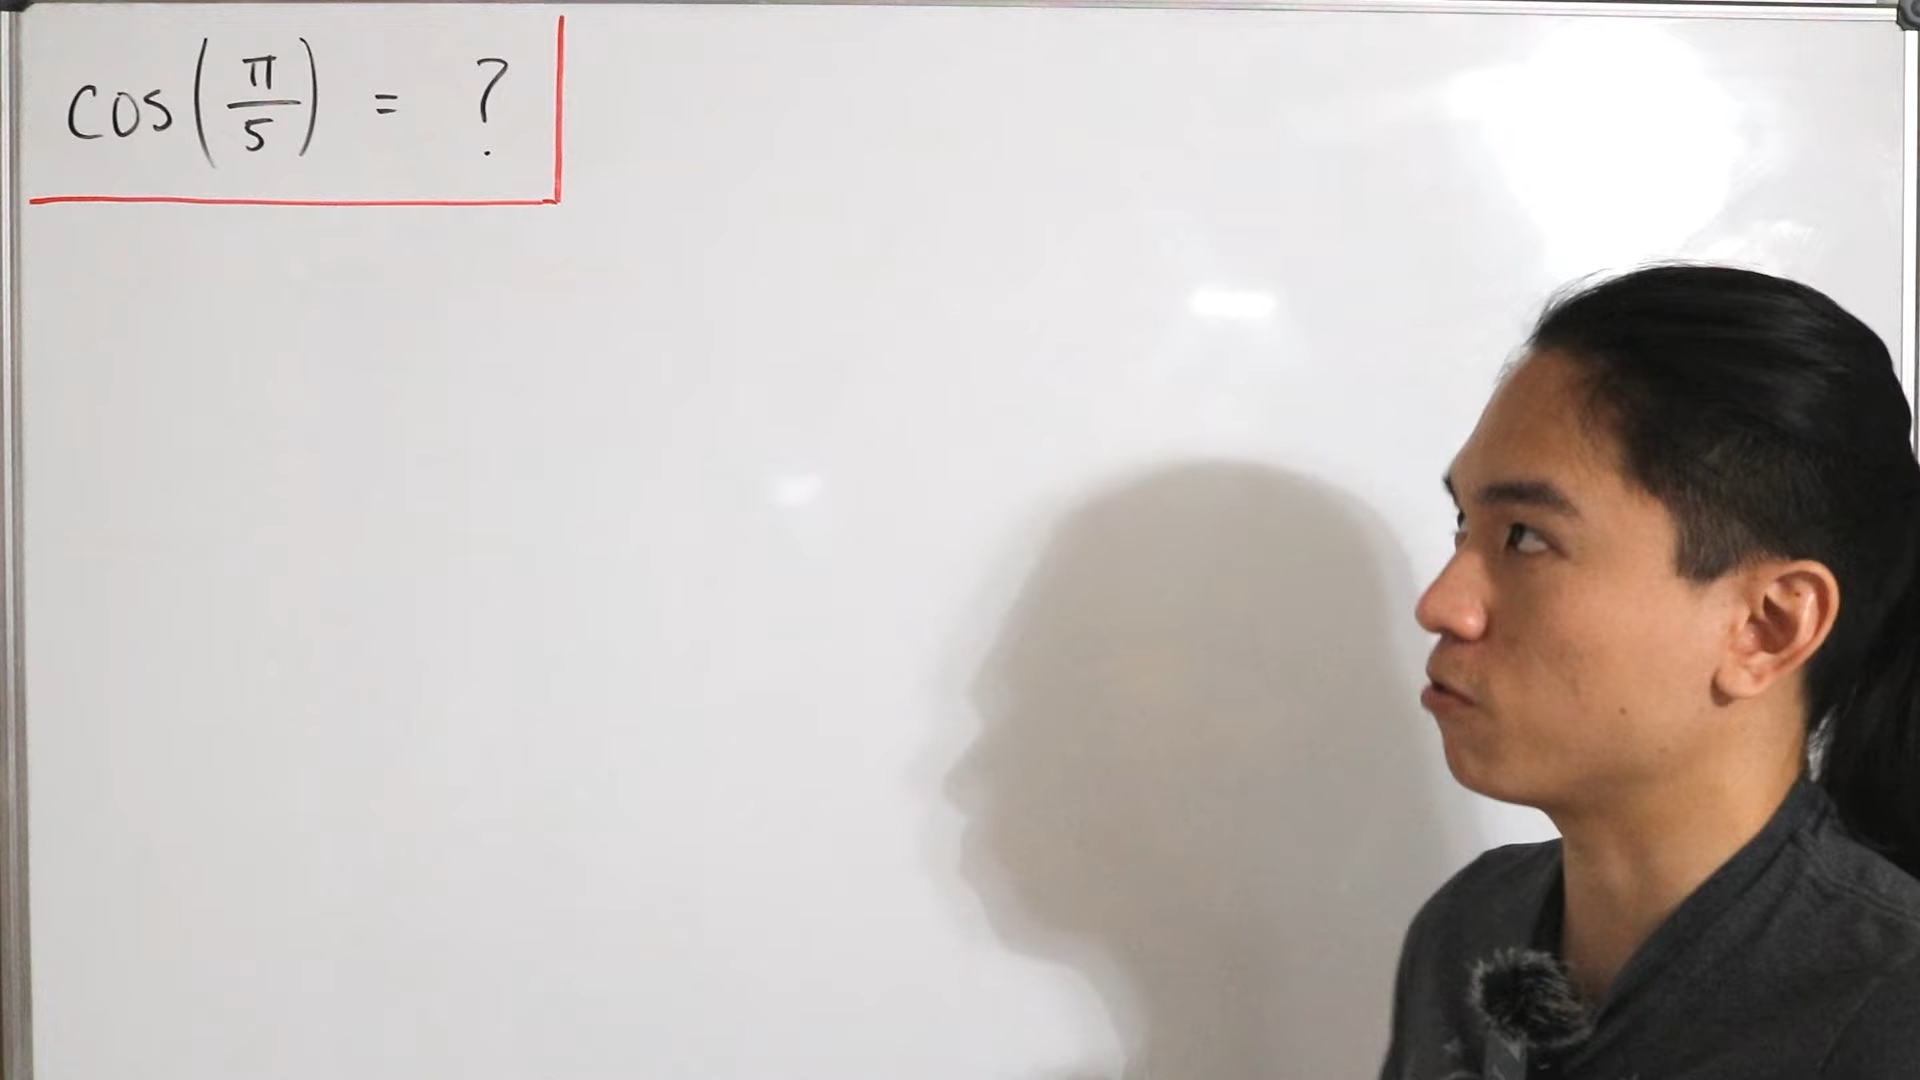 cos(π/5) = ?